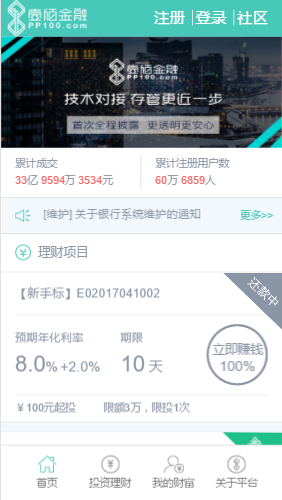 壹佰金融
PP100.com
注册 | 登录 | 社区
壹佰金融
PP100.com
技术对接 存管更近一步
首次全程披露 更透明更安心
累计成交
33亿 9594万 3534元
累计注册用户数
60万 6859人
[维护] 关于银行系统维护的通知
更多>>
理财项目
还款中
【新手标】E02017041002
预期年化利率
8.0% +2.0%
期限
10 天
立即赚钱
100%
¥100元起投
限额3万，限投1次
首页
投资理财
我的财富
关于平台